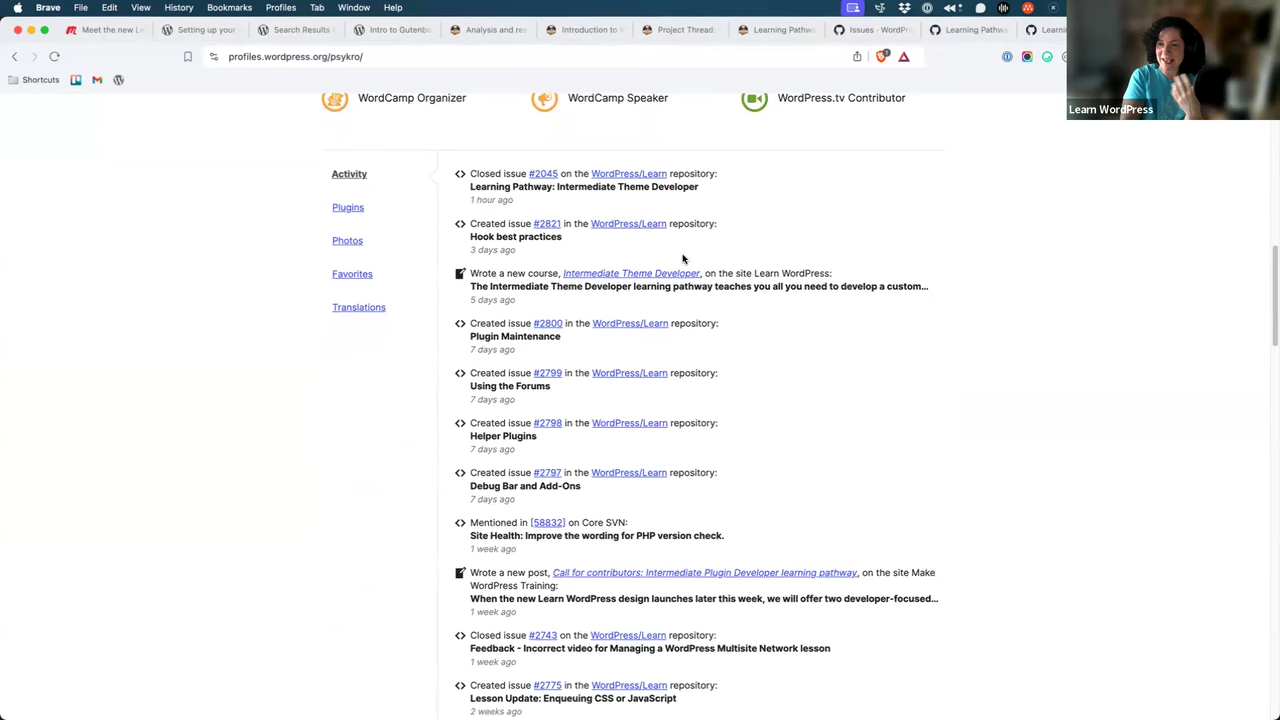 Brave File Edit View History Bookmarks Profiles Tab Window Help
Meet the new Le
Setting up your
Search Results
Intro to Gutenbe
Analysis and res
Introduction to W
Project Thread:
Learning Pathwa
Issues · WordPre
Learning Pathwa
Learni
profiles.wordpress.org/psykro/
Shortcuts
Learn WordPress
WordCamp Organizer
WordCamp Speaker
WordPress.tv Contributor
Activity
Plugins
Photos
Favorites
Translations
Closed issue #2045 on the WordPress/Learn repository:
Learning Pathway: Intermediate Theme Developer
1 hour ago
Created issue #2821 in the WordPress/Learn repository:
Hook best practices
3 days ago
Wrote a new course, Intermediate Theme Developer, on the site Learn WordPress:
The Intermediate Theme Developer learning pathway teaches you all you need to develop a custom…
5 days ago
Created issue #2800 in the WordPress/Learn repository:
Plugin Maintenance
7 days ago
Created issue #2799 in the WordPress/Learn repository:
Using the Forums
7 days ago
Created issue #2798 in the WordPress/Learn repository:
Helper Plugins
7 days ago
Created issue #2797 in the WordPress/Learn repository:
Debug Bar and Add-Ons
7 days ago
Mentioned in [58832] on Core SVN:
Site Health: Improve the wording for PHP version check.
1 week ago
Wrote a new post, Call for contributors: Intermediate Plugin Developer learning pathway, on the site Make
WordPress Training:
When the new Learn WordPress design launches later this week, we will offer two developer-focused…
1 week ago
Closed issue #2743 on the WordPress/Learn repository:
Feedback - Incorrect video for Managing a WordPress Multisite Network lesson
1 week ago
Created issue #2775 in the WordPress/Learn repository:
Lesson Update: Enqueuing CSS or JavaScript
2 weeks ago